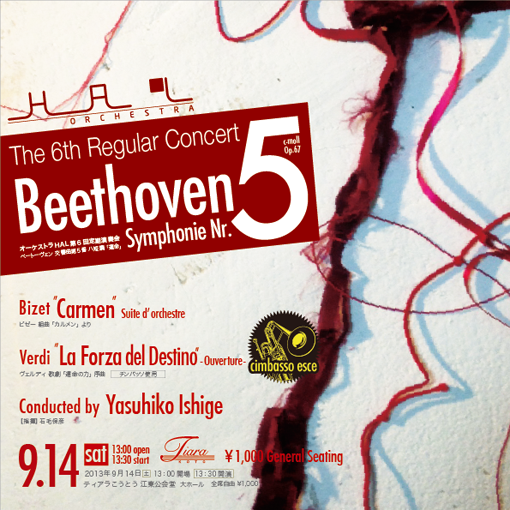 HAL
ORCHESTRA
The 6th Regular Concert
Beethoven
Symphonie Nr. 5
c-moll
Op.67
オーケストラHAL 第6回定期演奏会
ベートーヴェン 交響曲第5番 ハ短調「運命」
Bizet "Carmen" Suite d'orchestre
ビゼー 組曲「カルメン」より
Verdi "La Forza del Destino" - Ouverture -
ヴェルディ 歌劇「運命の力」序曲 チンバッソ使用
cimbasso esce
Conducted by Yasuhiko Ishige
【指揮】石毛保彦
9.14 sat 13:00 open
13:30 start
Tiara
¥1,000 General Seating
2013年9月14日 土 13:00開場 13:30開演
ティアラこうとう 江東公会堂 大ホール 全席自由 ¥1,000